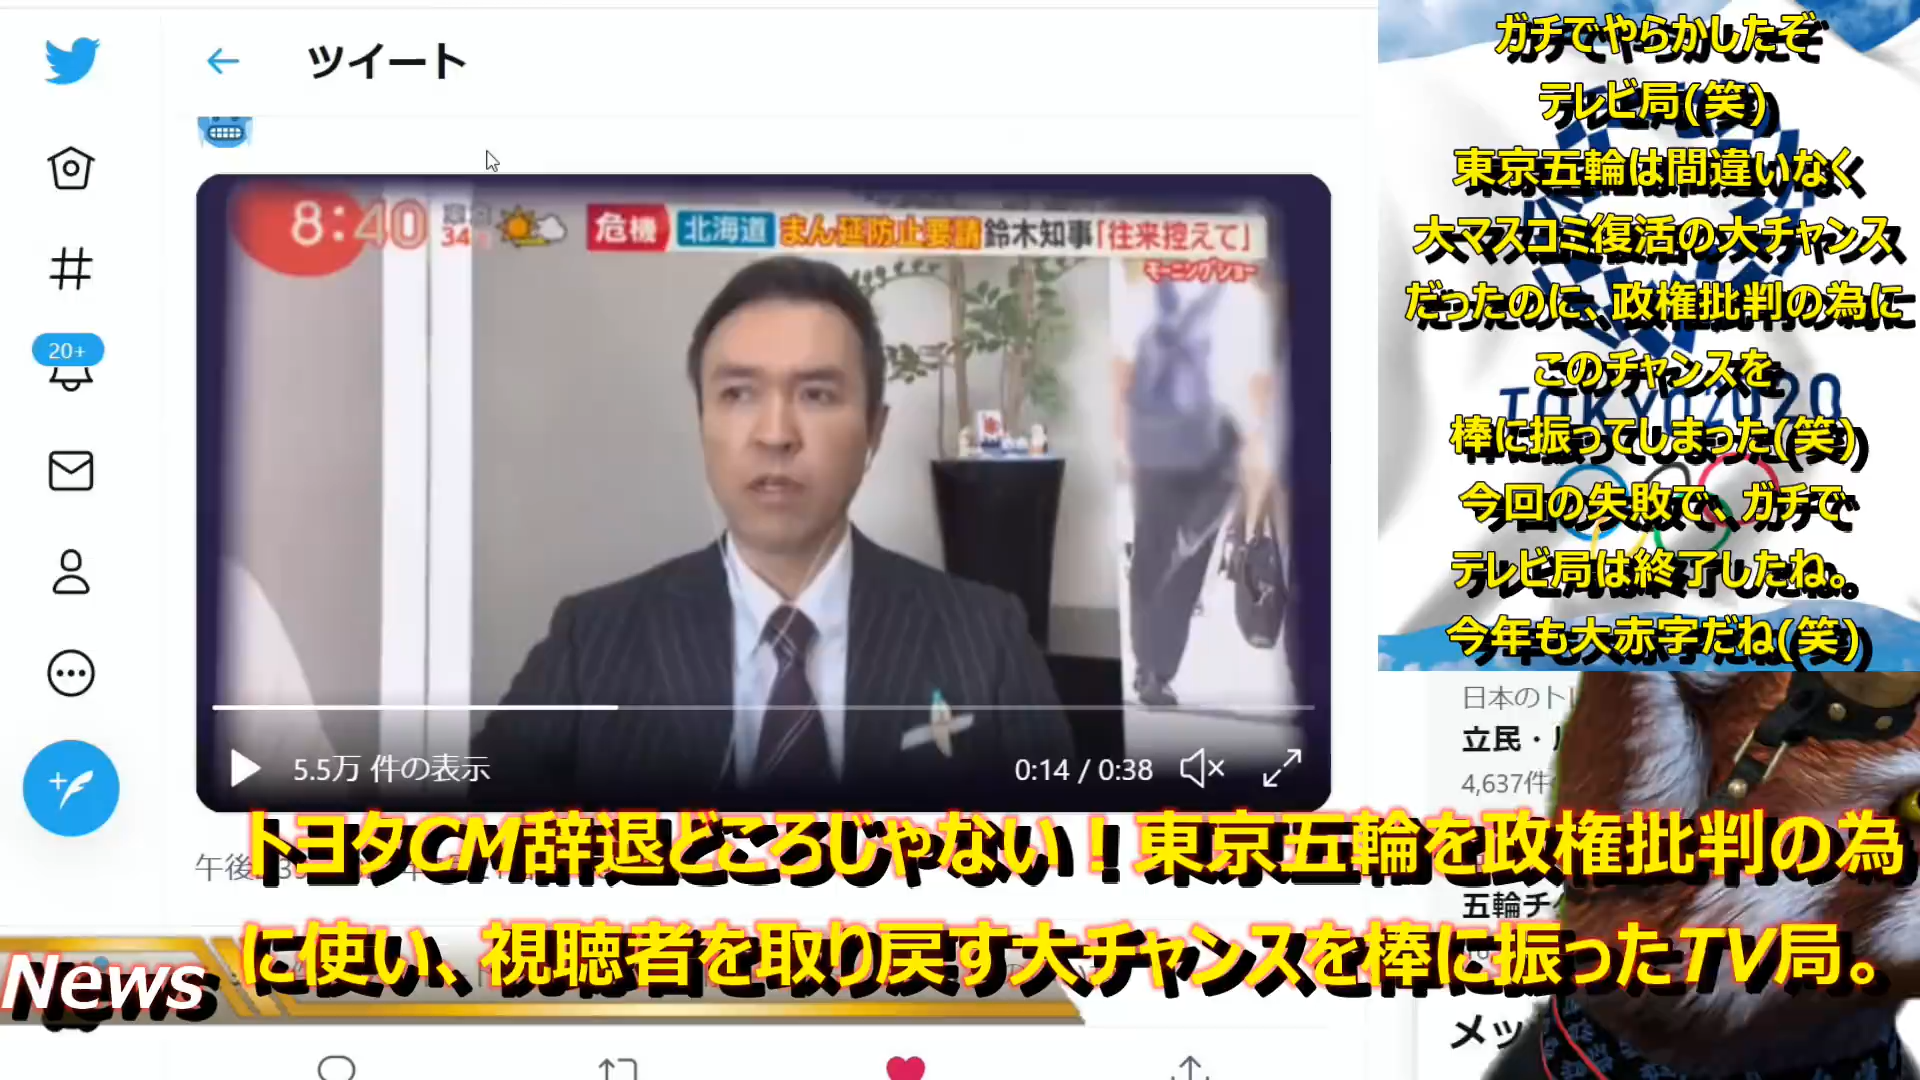 ツイート
8:40
34
危機 北海道 まん延防止要請 鈴木知事「往来控えて」
モーニングショー
20+
5.5万 件の表示
0:14 / 0:38
午後
ガチでやらかしたぞ
テレビ局(笑)
東京五輪は間違いなく
大マスコミ復活の大チャンス
だったのに、政権批判の為に
このチャンスを
棒に振ってしまった(笑)
今回の失敗で、ガチで
テレビ局は終了したね。
今年も大赤字だね(笑)
TOKYO 2020
日本のト
立民・
4,637件
五輪チ
メッ
トヨタCM辞退どころじゃない！東京五輪を政権批判の為
に使い、視聴者を取り戻す大チャンスを棒に振ったTV局。
News